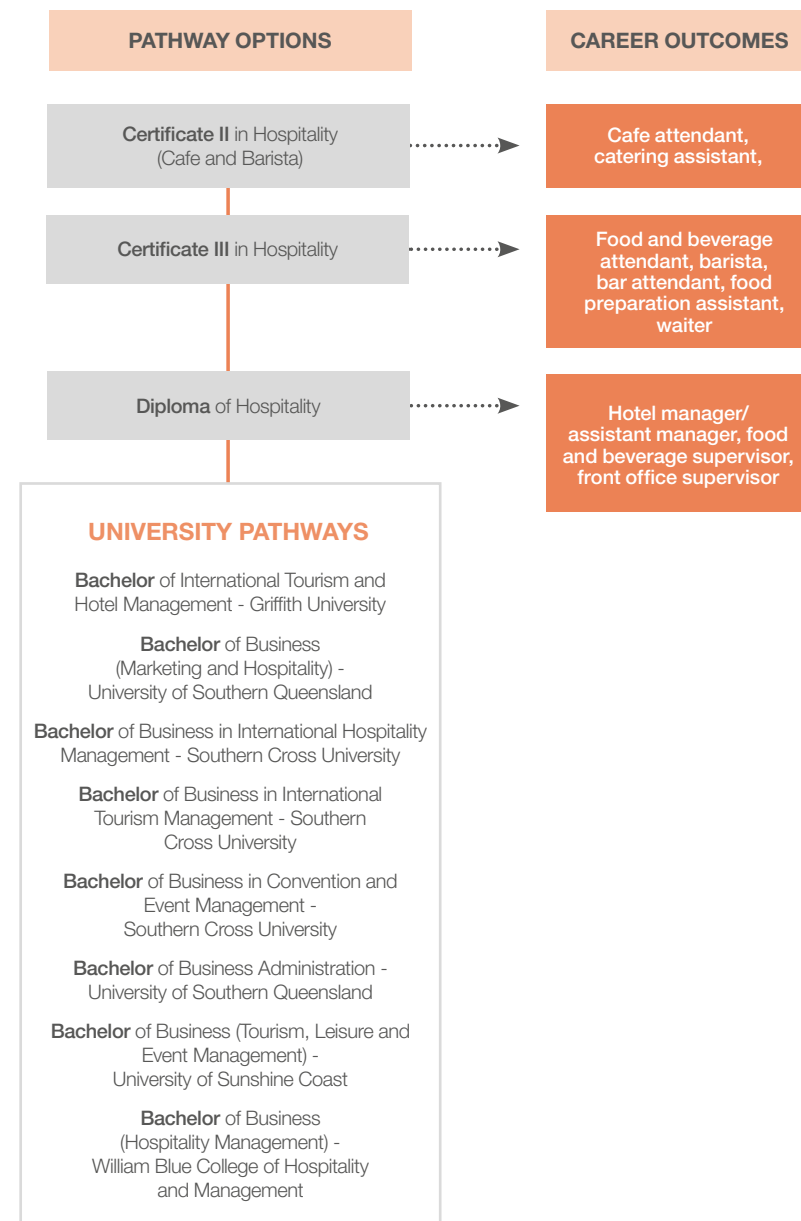 PATHWAY OPTIONS
CAREER OUTCOMES
Certificate II in Hospitality
(Cafe and Barista)
Cafe attendant,
catering assistant,
Certificate III in Hospitality
Food and beverage
attendant, barista,
bar attendant, food
preparation assistant,
waiter
Diploma of Hospitality
Hotel manager/
assistant manager, food
and beverage supervisor,
front office supervisor
UNIVERSITY PATHWAYS
Bachelor of International Tourism and
Hotel Management - Griffith University
Bachelor of Business
(Marketing and Hospitality) -
University of Southern Queensland
Bachelor of Business in International Hospitality
Management - Southern Cross University
Bachelor of Business in International
Tourism Management - Southern
Cross University
Bachelor of Business in Convention and
Event Management -
Southern Cross University
Bachelor of Business Administration -
University of Southern Queensland
Bachelor of Business (Tourism, Leisure and
Event Management) -
University of Sunshine Coast
Bachelor of Business
(Hospitality Management) -
William Blue College of Hospitality
and Management